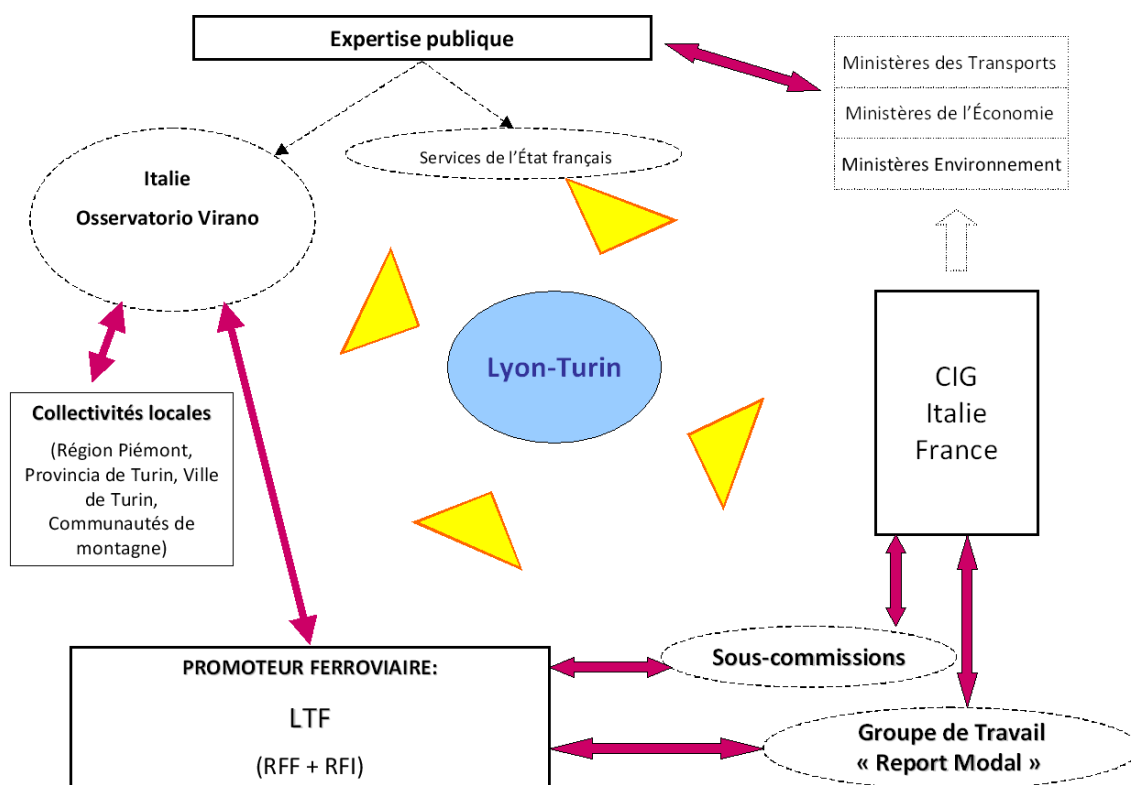 Expertise publique
Ministères des Transports
Ministères de l'Économie
Ministères Environnement
Services de l'État français
Italie
Osservatorio Virano
Lyon-Turin
CIG
Italie
France
Collectivités locales
(Région Piémont,
Provincia de Turin, Ville
de Turin,
Communautés de
montagne)
PROMOTEUR FERROVIAIRE:
LTF
(RFF + RFI)
Sous-commissions
Groupe de Travail
« Report Modal »